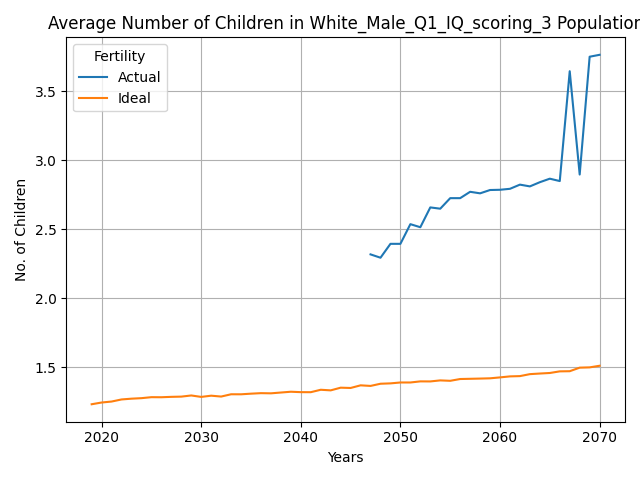 Average Number of Children in White_Male_Q1_IQ_scoring_3 Population
Fertility
Actual
Ideal
3.5
3.0
2.5
2.0
1.5
No. of Children
2020 2030 2040 2050 2060 2070
Years